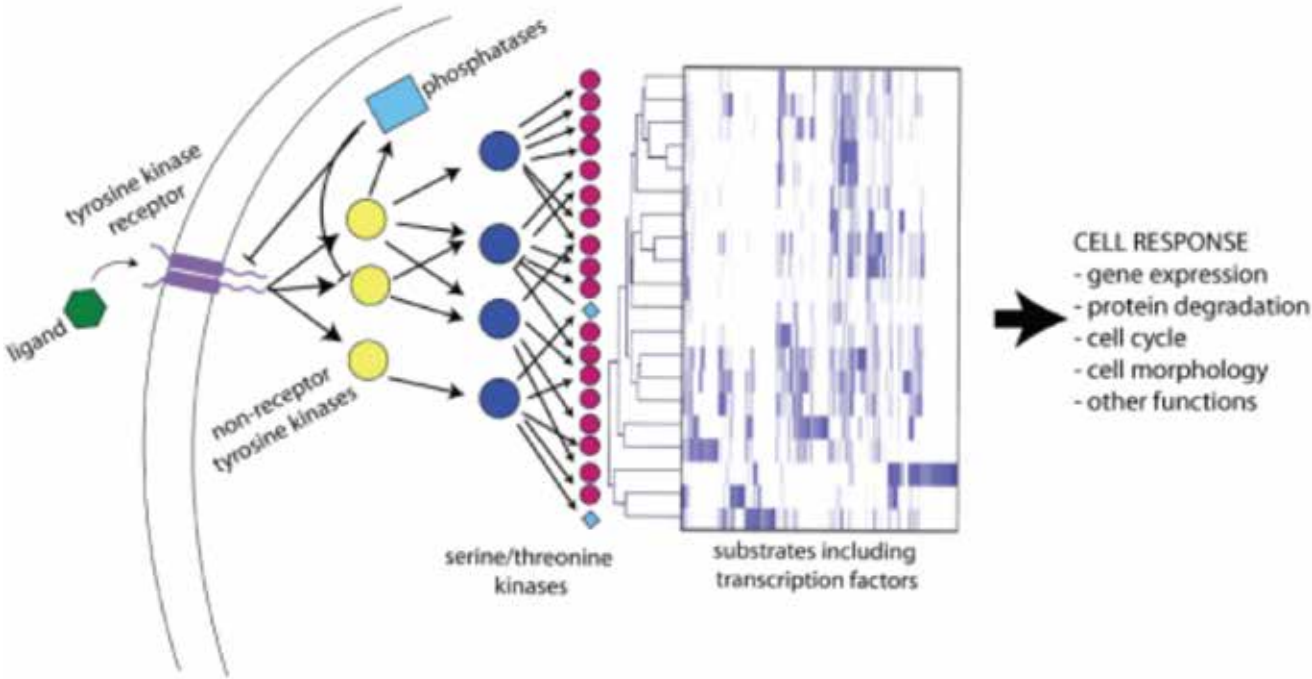 phosphatases
tyrosine kinase
receptor
ligand
non-receptor
tyrosine kinases
serine/threonine
kinases
substrates including
transcription factors
CELL RESPONSE
- gene expression
- protein degradation
- cell cycle
- cell morphology
- other functions